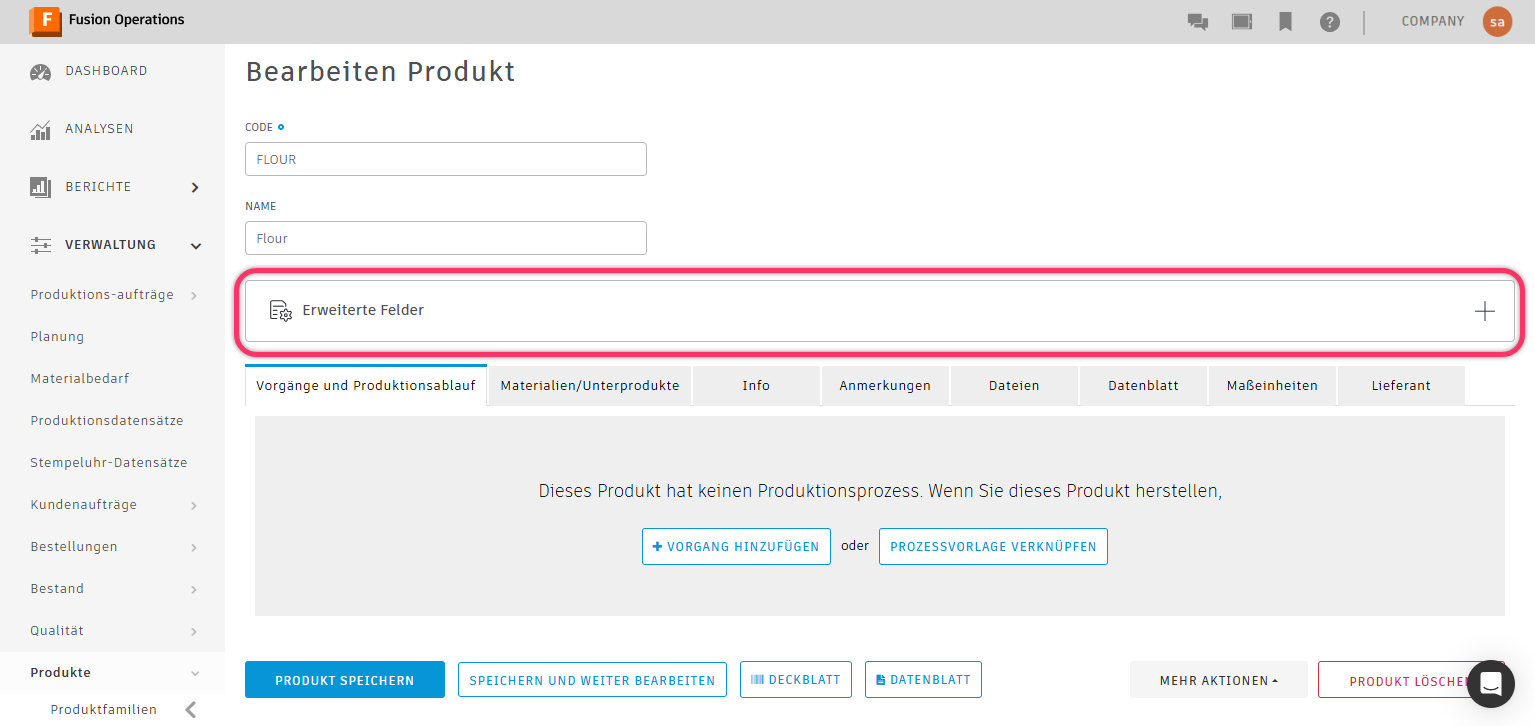 F Fusion Operations
COMPANY
sa
DASHBOARD
ANALYSEN
BERICHTE
VERWALTUNG
Produktions-aufträge
Planung
Materialbedarf
Produktionsdatensätze
Stempeluhr-Datensätze
Kundenaufträge
Bestellungen
Bestand
Qualität
Produkte
Produktfamilien
Bearbeiten Produkt
CODE
FLOUR
NAME
Flour
Erweiterte Felder
Vorgänge und Produktionsablauf
Materialien/Unterprodukte
Info
Anmerkungen
Dateien
Datenblatt
Maßeinheiten
Lieferant
Dieses Produkt hat keinen Produktionsprozess. Wenn Sie dieses Produkt herstellen,
+ VORGANG HINZUFÜGEN
oder
PROZESSVORLAGE VERKNÜPFEN
PRODUKT SPEICHERN
SPEICHERN UND WEITER BEARBEITEN
DECKBLATT
DATENBLATT
MEHR AKTIONEN
PRODUKT LÖSCHEN